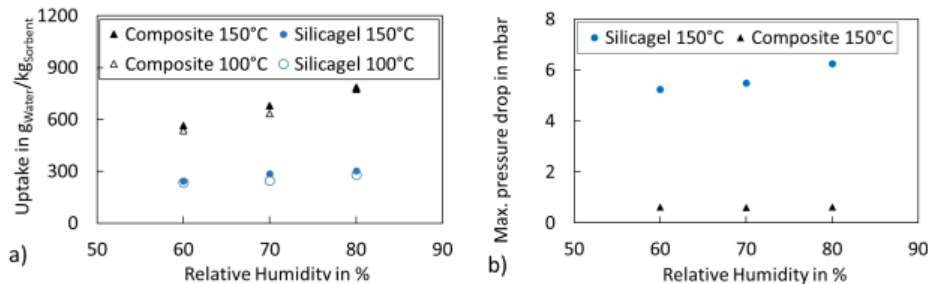 1200
900
600
300
0
Uptake in gWater/kgSorbent
Composite 150°C
Silicagel 150°C
Composite 100°C
Silicagel 100°C
50
60
70
80
90
Relative Humidity in %
a)
8
6
4
2
0
Max. pressure drop in mbar
Silicagel 150°C
Composite 150°C
50
60
70
80
90
Relative Humidity in %
b)